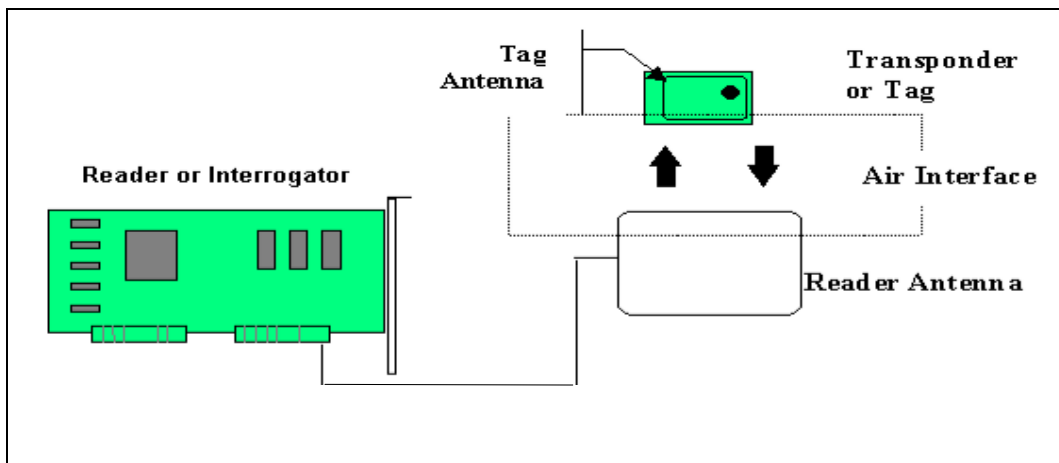 Tag
Antenna
Transponder
or Tag
Reader or Interrogator
Air Interface
Reader Antenna